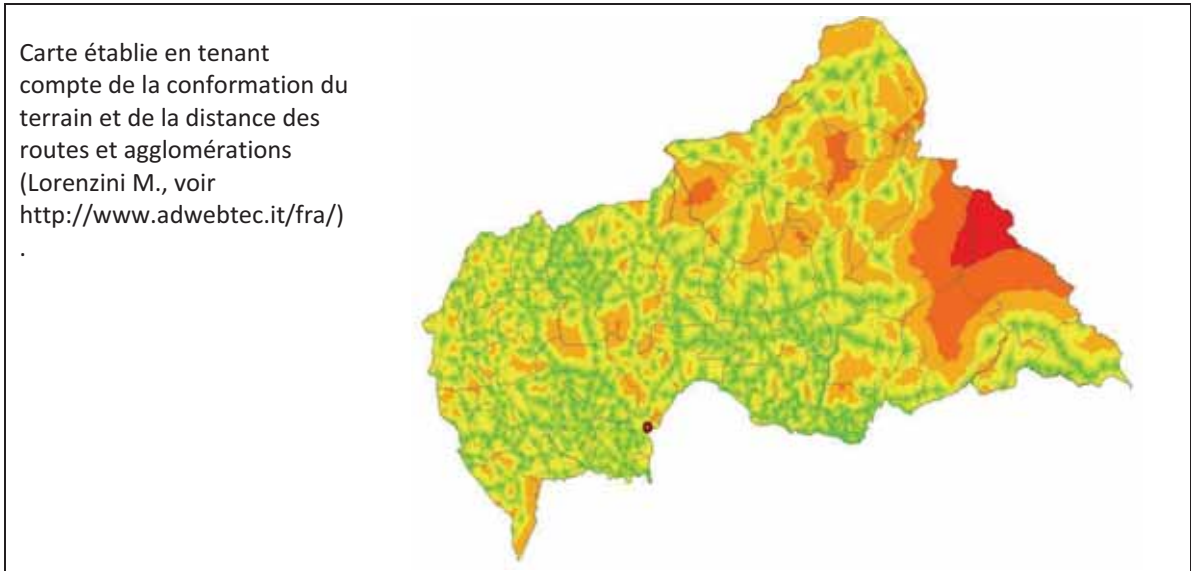 Carte établie en tenant
compte de la conformation du
terrain et de la distance des
routes et agglomérations
(Lorenzini M., voir
http://www.adwebtec.it/fra/)
.